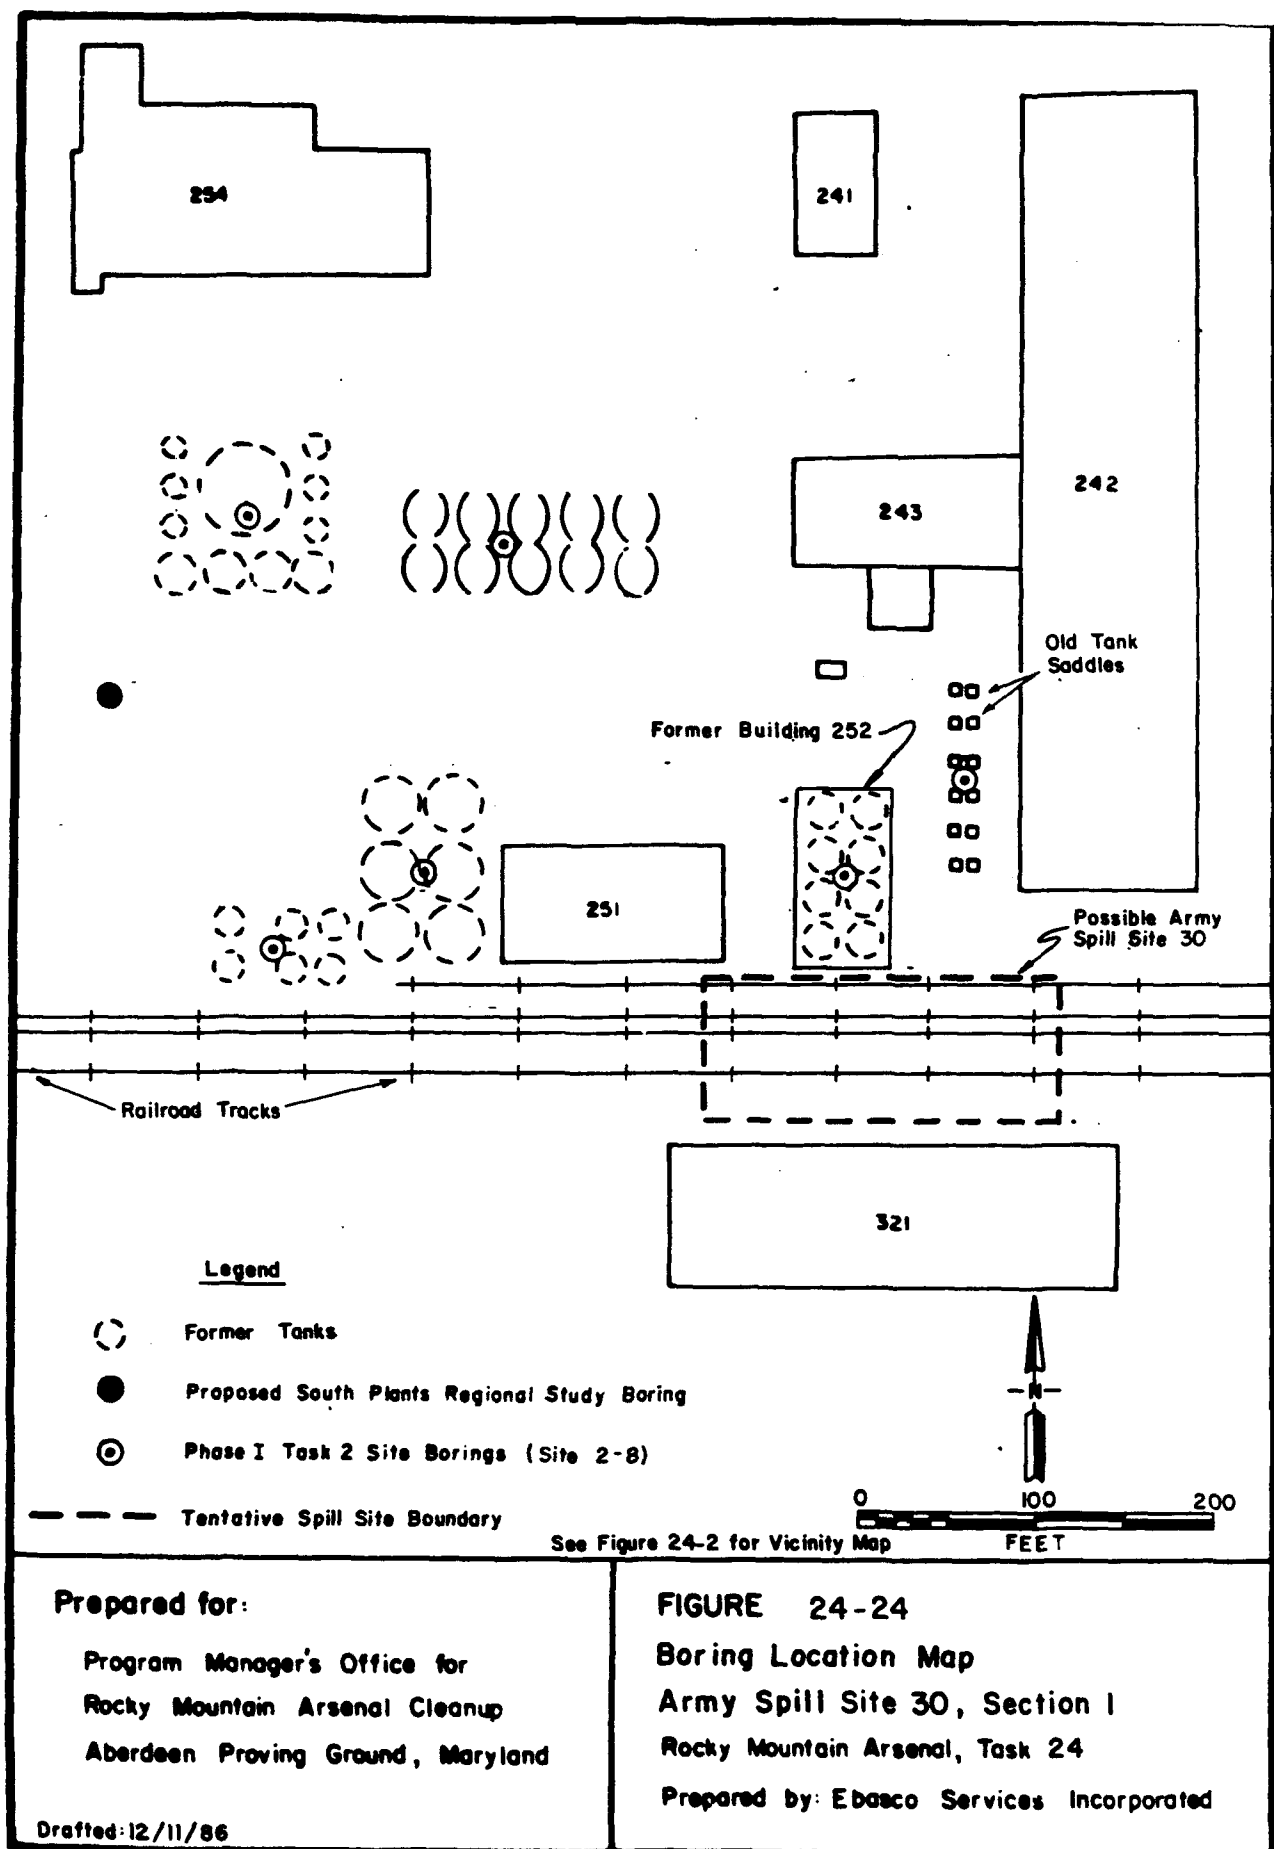 254
241
242
243
Old Tank
Saddles
Former Building 252
251
Possible Army
Spill Site 30
Railroad Tracks
321
Legend
Former Tanks
Proposed South Plants Regional Study Boring
Phase I Task 2 Site Borings (Site 2-8)
Tentative Spill Site Boundary
N
0 100 200
FEET
See Figure 24-2 for Vicinity Map
Prepared for:
Program Manager's Office for
Rocky Mountain Arsenal Cleanup
Aberdeen Proving Ground, Maryland
Drafted: 12/11/86
FIGURE 24-24
Boring Location Map
Army Spill Site 30, Section 1
Rocky Mountain Arsenal, Task 24
Prepared by: Ebasco Services Incorporated